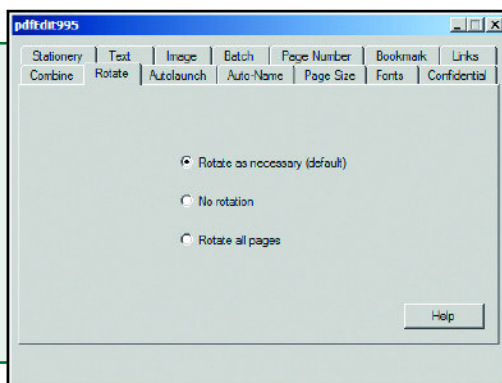 pdfEdit995
Stationery Text Image Batch Page Number Bookmark Links
Combine Rotate Autolaunch Auto-Name Page Size Fonts Confidential
Rotate as necessary (default)
No rotation
Rotate all pages
Help